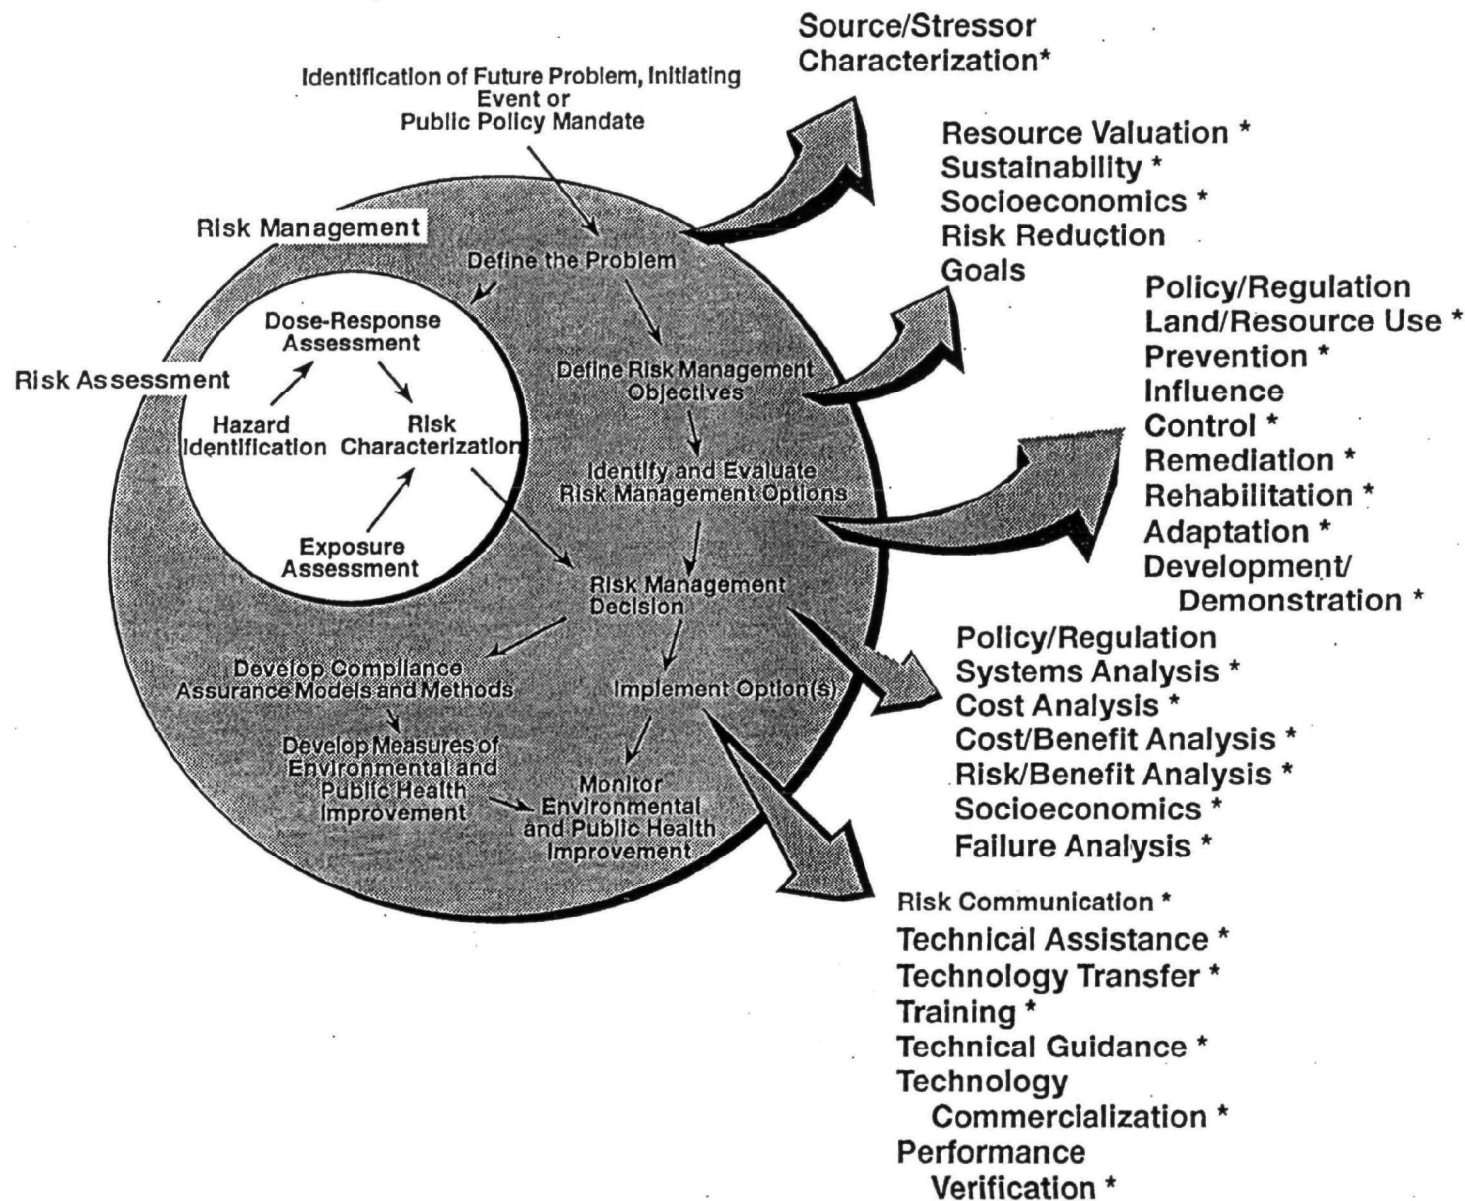 Source/Stressor
Characterization*
Identification of Future Problem, Initiating
Event or
Public Policy Mandate
Resource Valuation *
Sustainability *
Socioeconomics *
Risk Reduction
Goals
Risk Management
Define the Problem
Policy/Regulation
Land/Resource Use *
Prevention *
Influence
Control *
Remediation *
Rehabilitation *
Adaptation *
Development/
Demonstration *
Dose-Response
Assessment
Risk Assessment
Define Risk Management
Objectives
Hazard
Identification
Risk
Characterization
Identify and Evaluate
Risk Management Options
Exposure
Assessment
Risk Management
Decision
Policy/Regulation
Systems Analysis *
Cost Analysis *
Cost/Benefit Analysis *
Risk/Benefit Analysis *
Socioeconomics *
Failure Analysis *
Develop Compliance
Assurance Models and Methods
Implement Option(s)
Develop Measures of
Environmental and
Public Health
Improvement
Monitor
Environmental
and Public Health
Improvement
Risk Communication *
Technical Assistance *
Technology Transfer *
Training *
Technical Guidance *
Technology
Commercialization *
Performance
Verification *